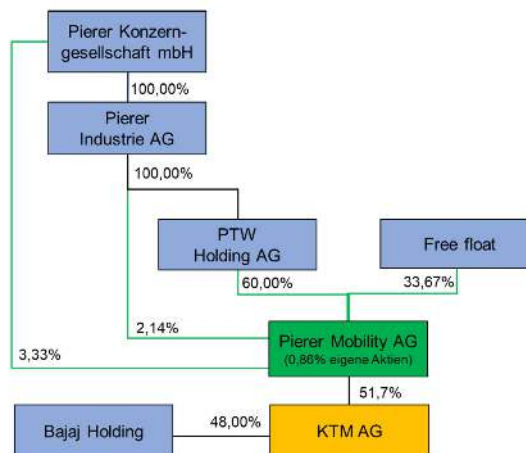 Pierer Konzern-
gesellschaft mbH
100,00%
Pierer
Industrie AG
100,00%
PTW
Holding AG
Free float
60,00%
33,67%
2,14%
3,33%
Pierer Mobility AG
(0,86% eigene Aktien)
51,7%
Bajaj Holding
48,00%
KTM AG